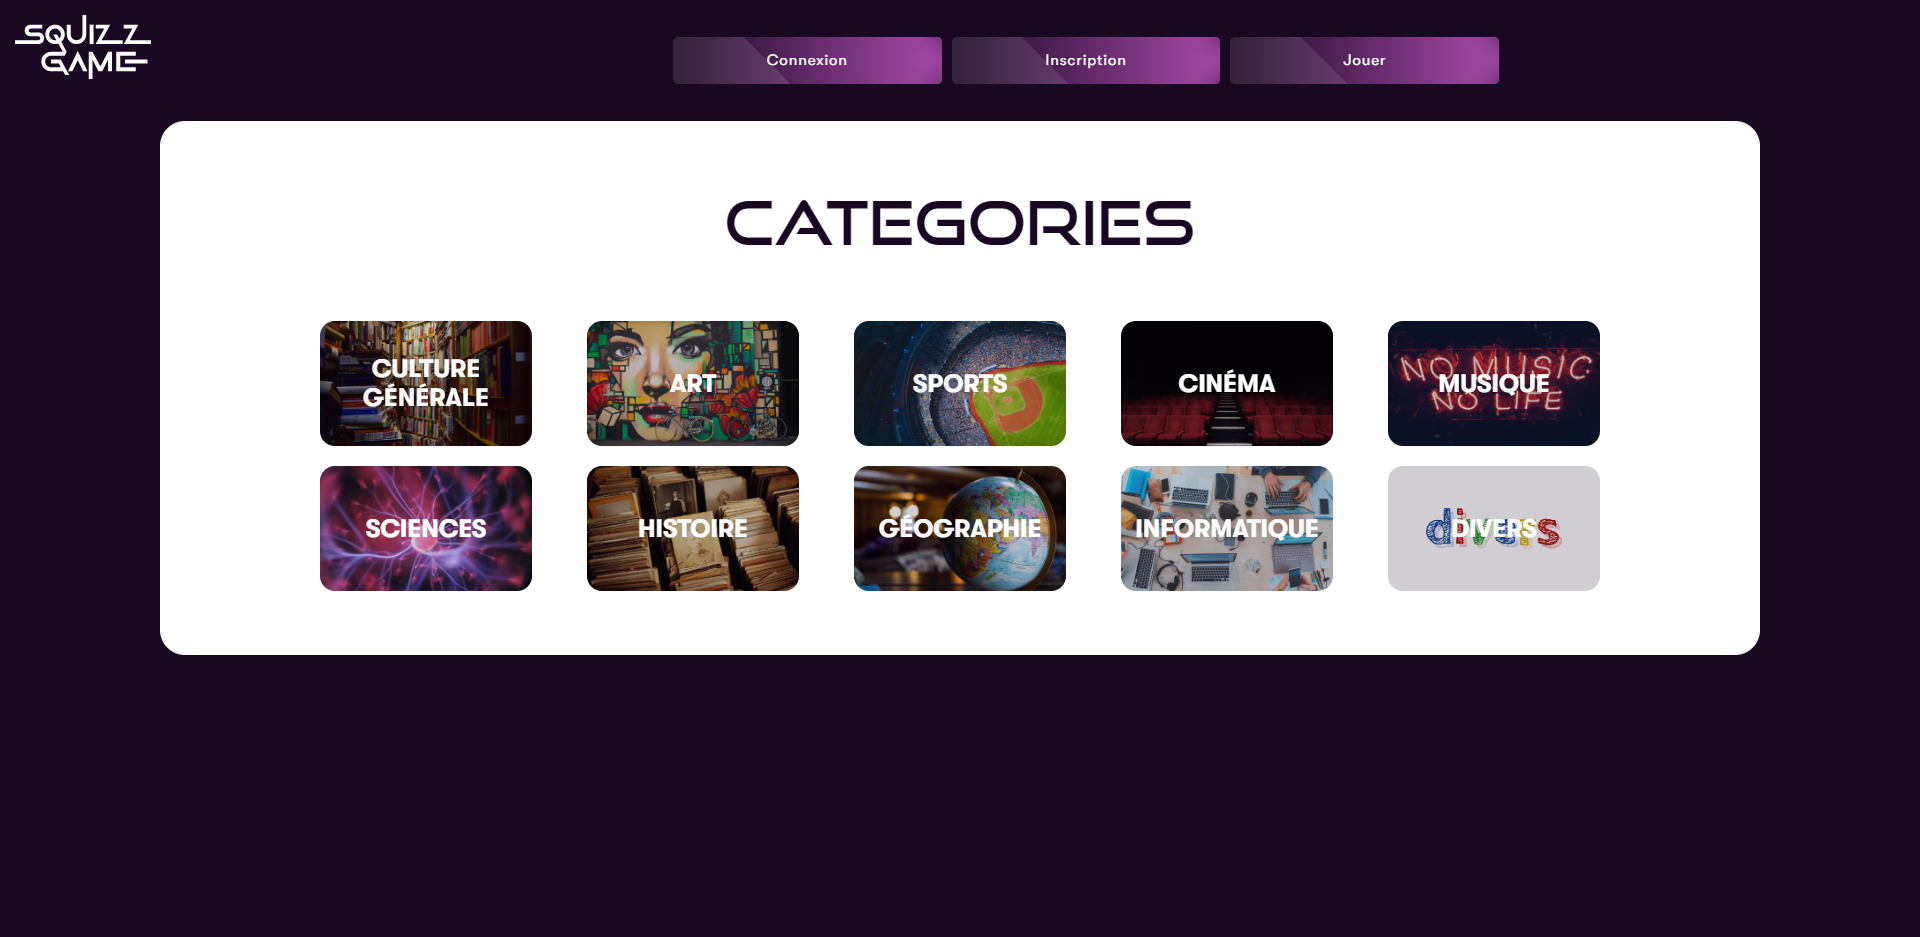 SQUIZZ
GAME
Connexion
Inscription
Jouer
CATEGORIES
CULTURE
GÉNÉRALE
ART
SPORTS
CINÉMA
NO MUSIC
MUSIQUE
NO LIFE
SCIENCES
HISTOIRE
GÉOGRAPHIE
INFORMATIQUE
divers
DIVERS